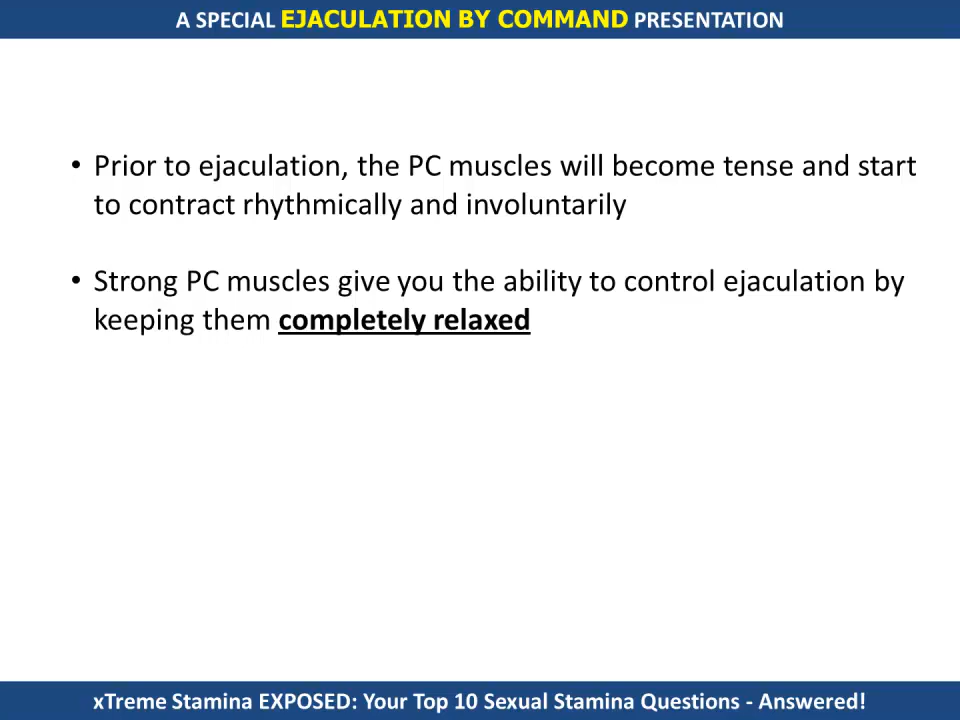 A SPECIAL EJACULATION BY COMMAND PRESENTATION
• Prior to ejaculation, the PC muscles will become tense and start
to contract rhythmically and involuntarily
• Strong PC muscles give you the ability to control ejaculation by
keeping them completely relaxed
xTreme Stamina EXPOSED: Your Top 10 Sexual Stamina Questions - Answered!